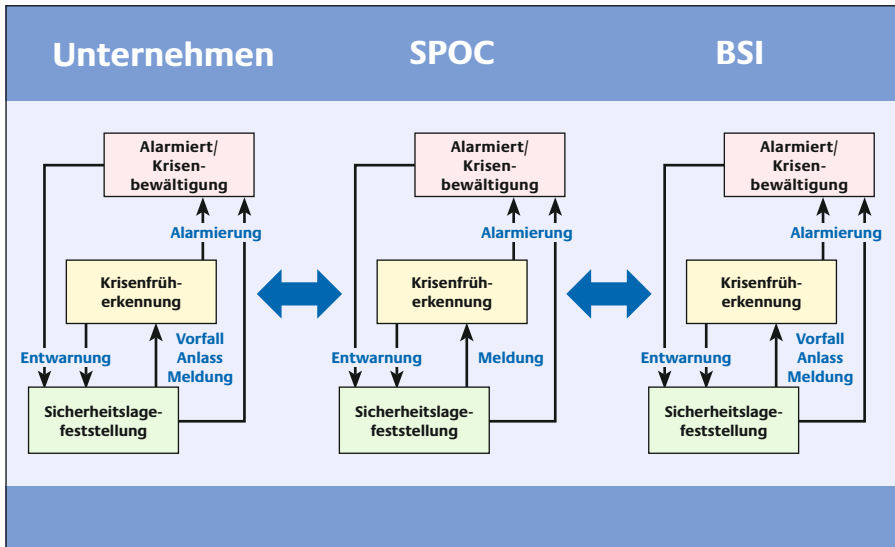 Unternehmen
SPOC
BSI
Alarmiert/
Krisen-
bewältigung
Alarmierung
Krisenfrüh-
erkennung
Entwarnung
Vorfall
Anlass
Meldung
Sicherheitslage-
feststellung
Alarmiert/
Krisen-
bewältigung
Alarmierung
Krisenfrüh-
erkennung
Entwarnung
Meldung
Sicherheitslage-
feststellung
Alarmiert/
Krisen-
bewältigung
Alarmierung
Krisenfrüh-
erkennung
Entwarnung
Vorfall
Anlass
Meldung
Sicherheitslage-
feststellung